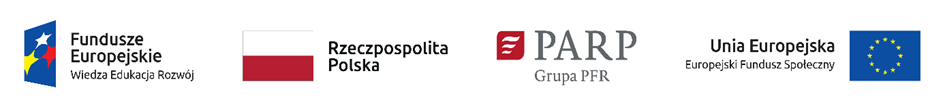 Fundusze
Europejskie
Wiedza Edukacja Rozwój
Rzeczpospolita
Polska
PARP
Grupa PFR
Unia Europejska
Europejski Fundusz Społeczny